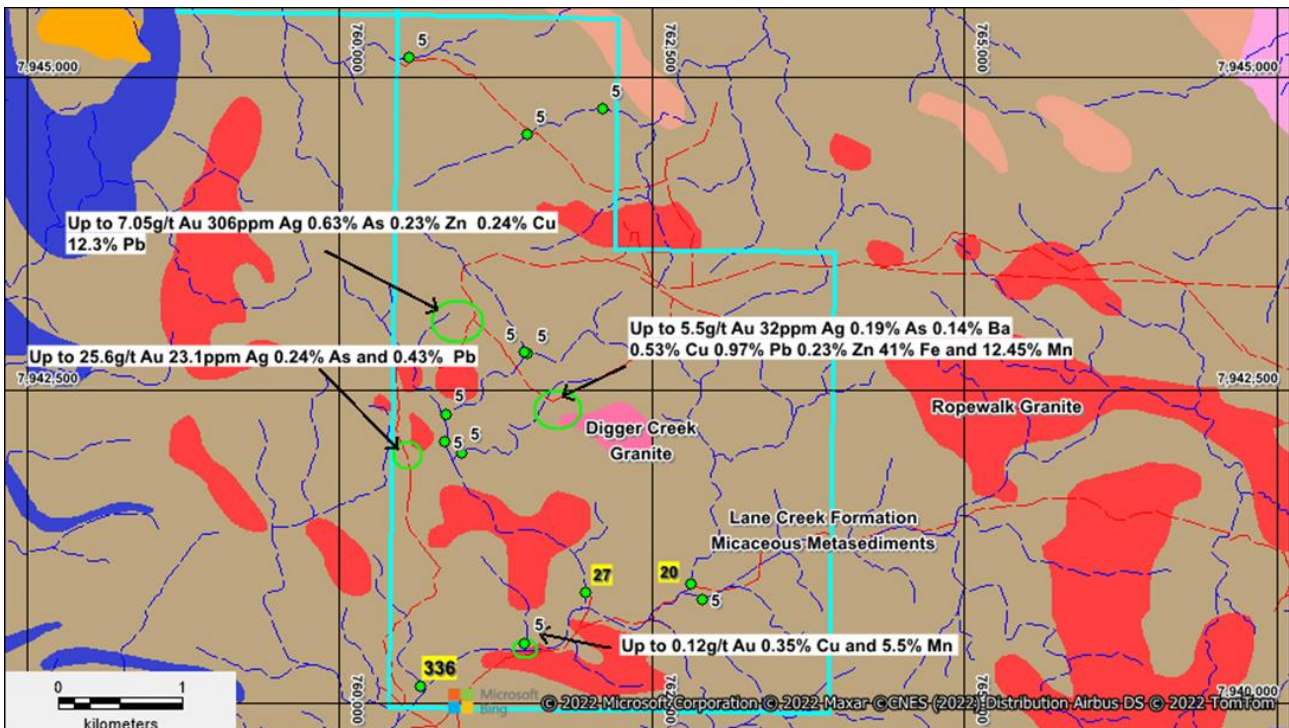 760,000
762,500
765,000
5
7,945,000
7,945,000
5
5
Up to 7.05g/t Au 306ppm Ag 0.63% As 0.23% Zn 0.24% Cu
12.3% Pb
Up to 5.5g/t Au 32ppm Ag 0.19% As 0.14% Ba
0.53% Cu 0.97% Pb 0.23% Zn 41% Fe and 12.45% Mn
5 5
Up to 25.6g/t Au 23.1ppm Ag 0.24% As and 0.43% Pb
7,942,500
7,942,500
5
Ropewalk Granite
Digger Creek
Granite
5 5
Lane Creek Formation
Micaceous Metasediments
27
20
5
5
Up to 0.12g/t Au 0.35% Cu and 5.5% Mn
336
0 1
kilometers
760,000
Microsoft
Bing
7,940,000
© 2022 Microsoft Corporation © 2022 Maxar ©CNES (2022) Distribution Airbus DS © 2022 TomTom